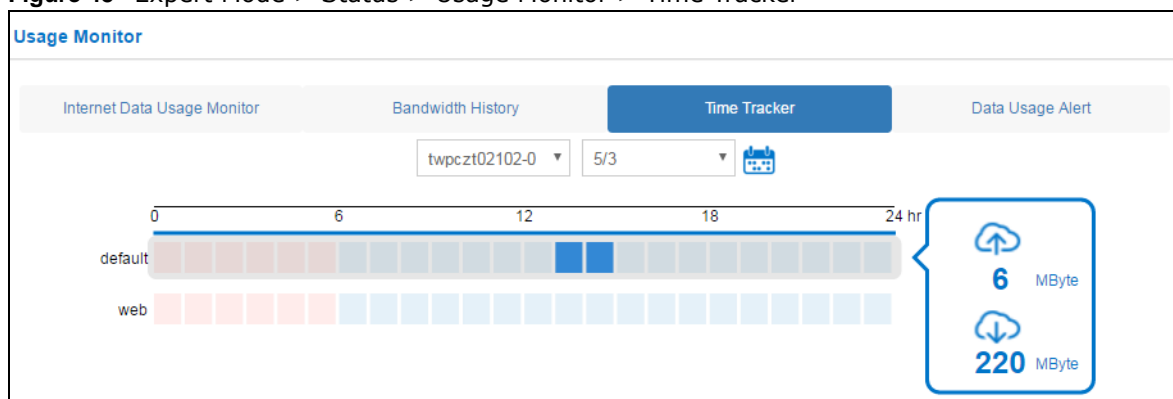 Usage Monitor
Internet Data Usage Monitor Bandwidth History Time Tracker Data Usage Alert
twpczt02102-0 5/3
0 6 12 18 24 hr
default
6 MByte
web
220 MByte